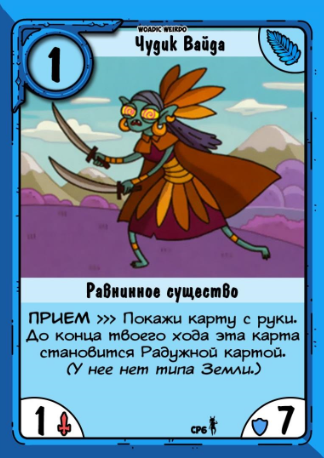 WOADIC WEIRDO
1
Чудик Вайда
Равнинное существо
ПРИЕМ >>> Покажи карту с руки.
До конца твоего хода эта карта
становится Радужной картой.
(У нее нет типа Земли.)
1
СР6
7